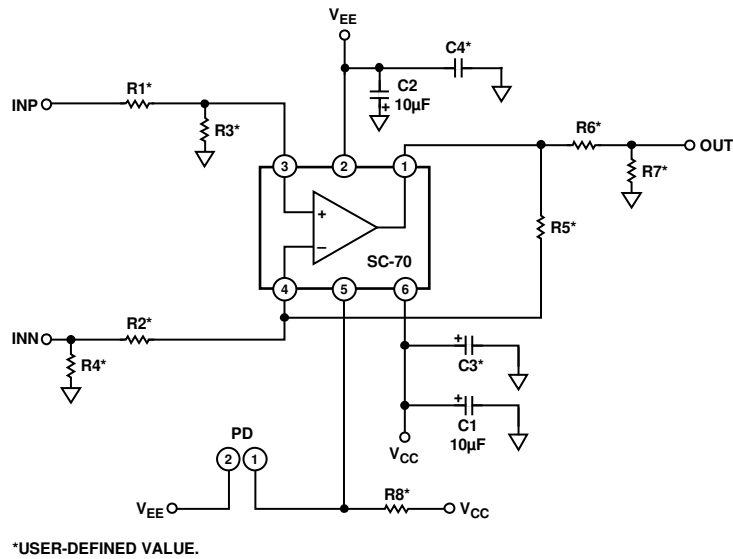 VEE
C4*
C2
10µF
+
R1*
INP
R3*
R6*
OUT
R7*
3
2
1
+
−
R5*
SC-70
4
5
6
R2*
INN
R4*
+
C3*
+
C1
10µF
VCC
PD
2
1
VEE
R8*
VCC
*USER-DEFINED VALUE.